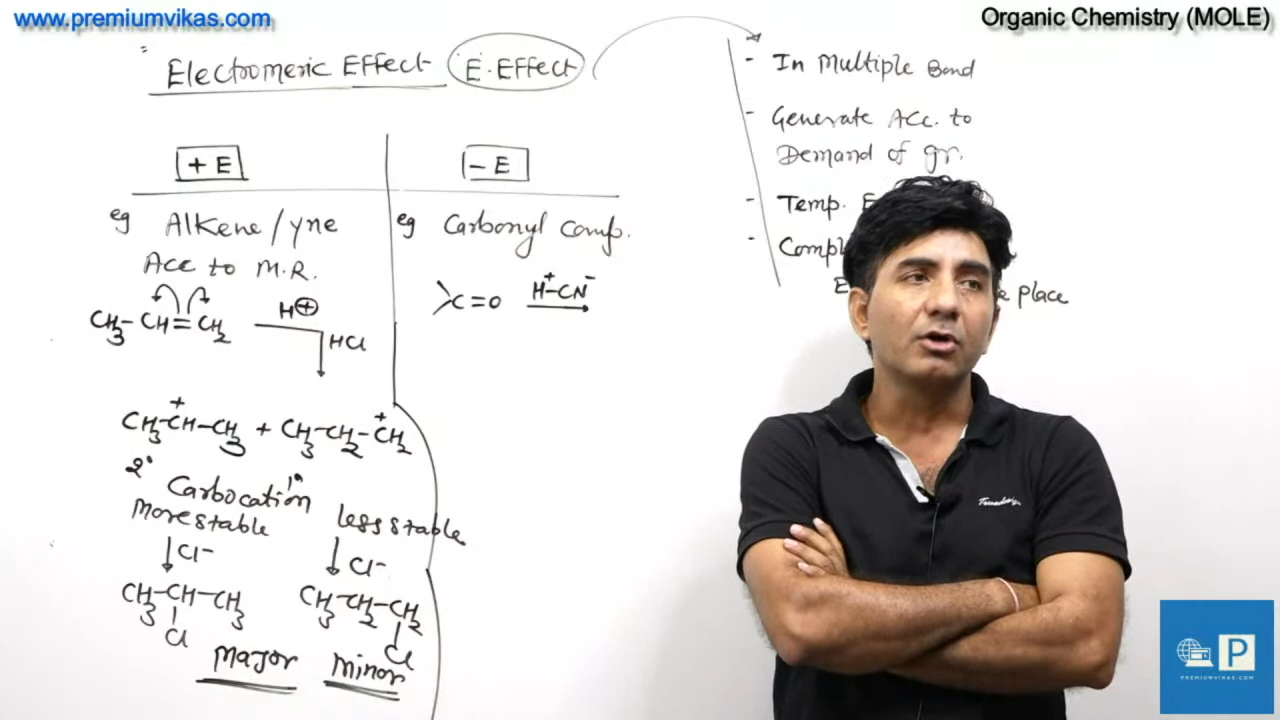 www.premiumvikas.com
Organic Chemistry (MOLE)
Electromeric Effect E. Effect
- In Multiple Bond
- Generate Acc. to
Demand of gr.
- Temp. E
- Compl
E place
+ E
eg Alkene/yne
Acc to M.R.
CH3-CH=CH2 H⊕
HCl
CH3-CH-CH3 + CH3-CH2-CH2
+ +
2° Carbocation 1°
More stable less stable
↓Cl- ↓Cl-
CH3-CH-CH3 CH3-CH2-CH2
Cl Cl
Major Minor
- E
eg Carbonyl Comp.
>C=O H+-CN-
PREMIUMVIKAS.COM